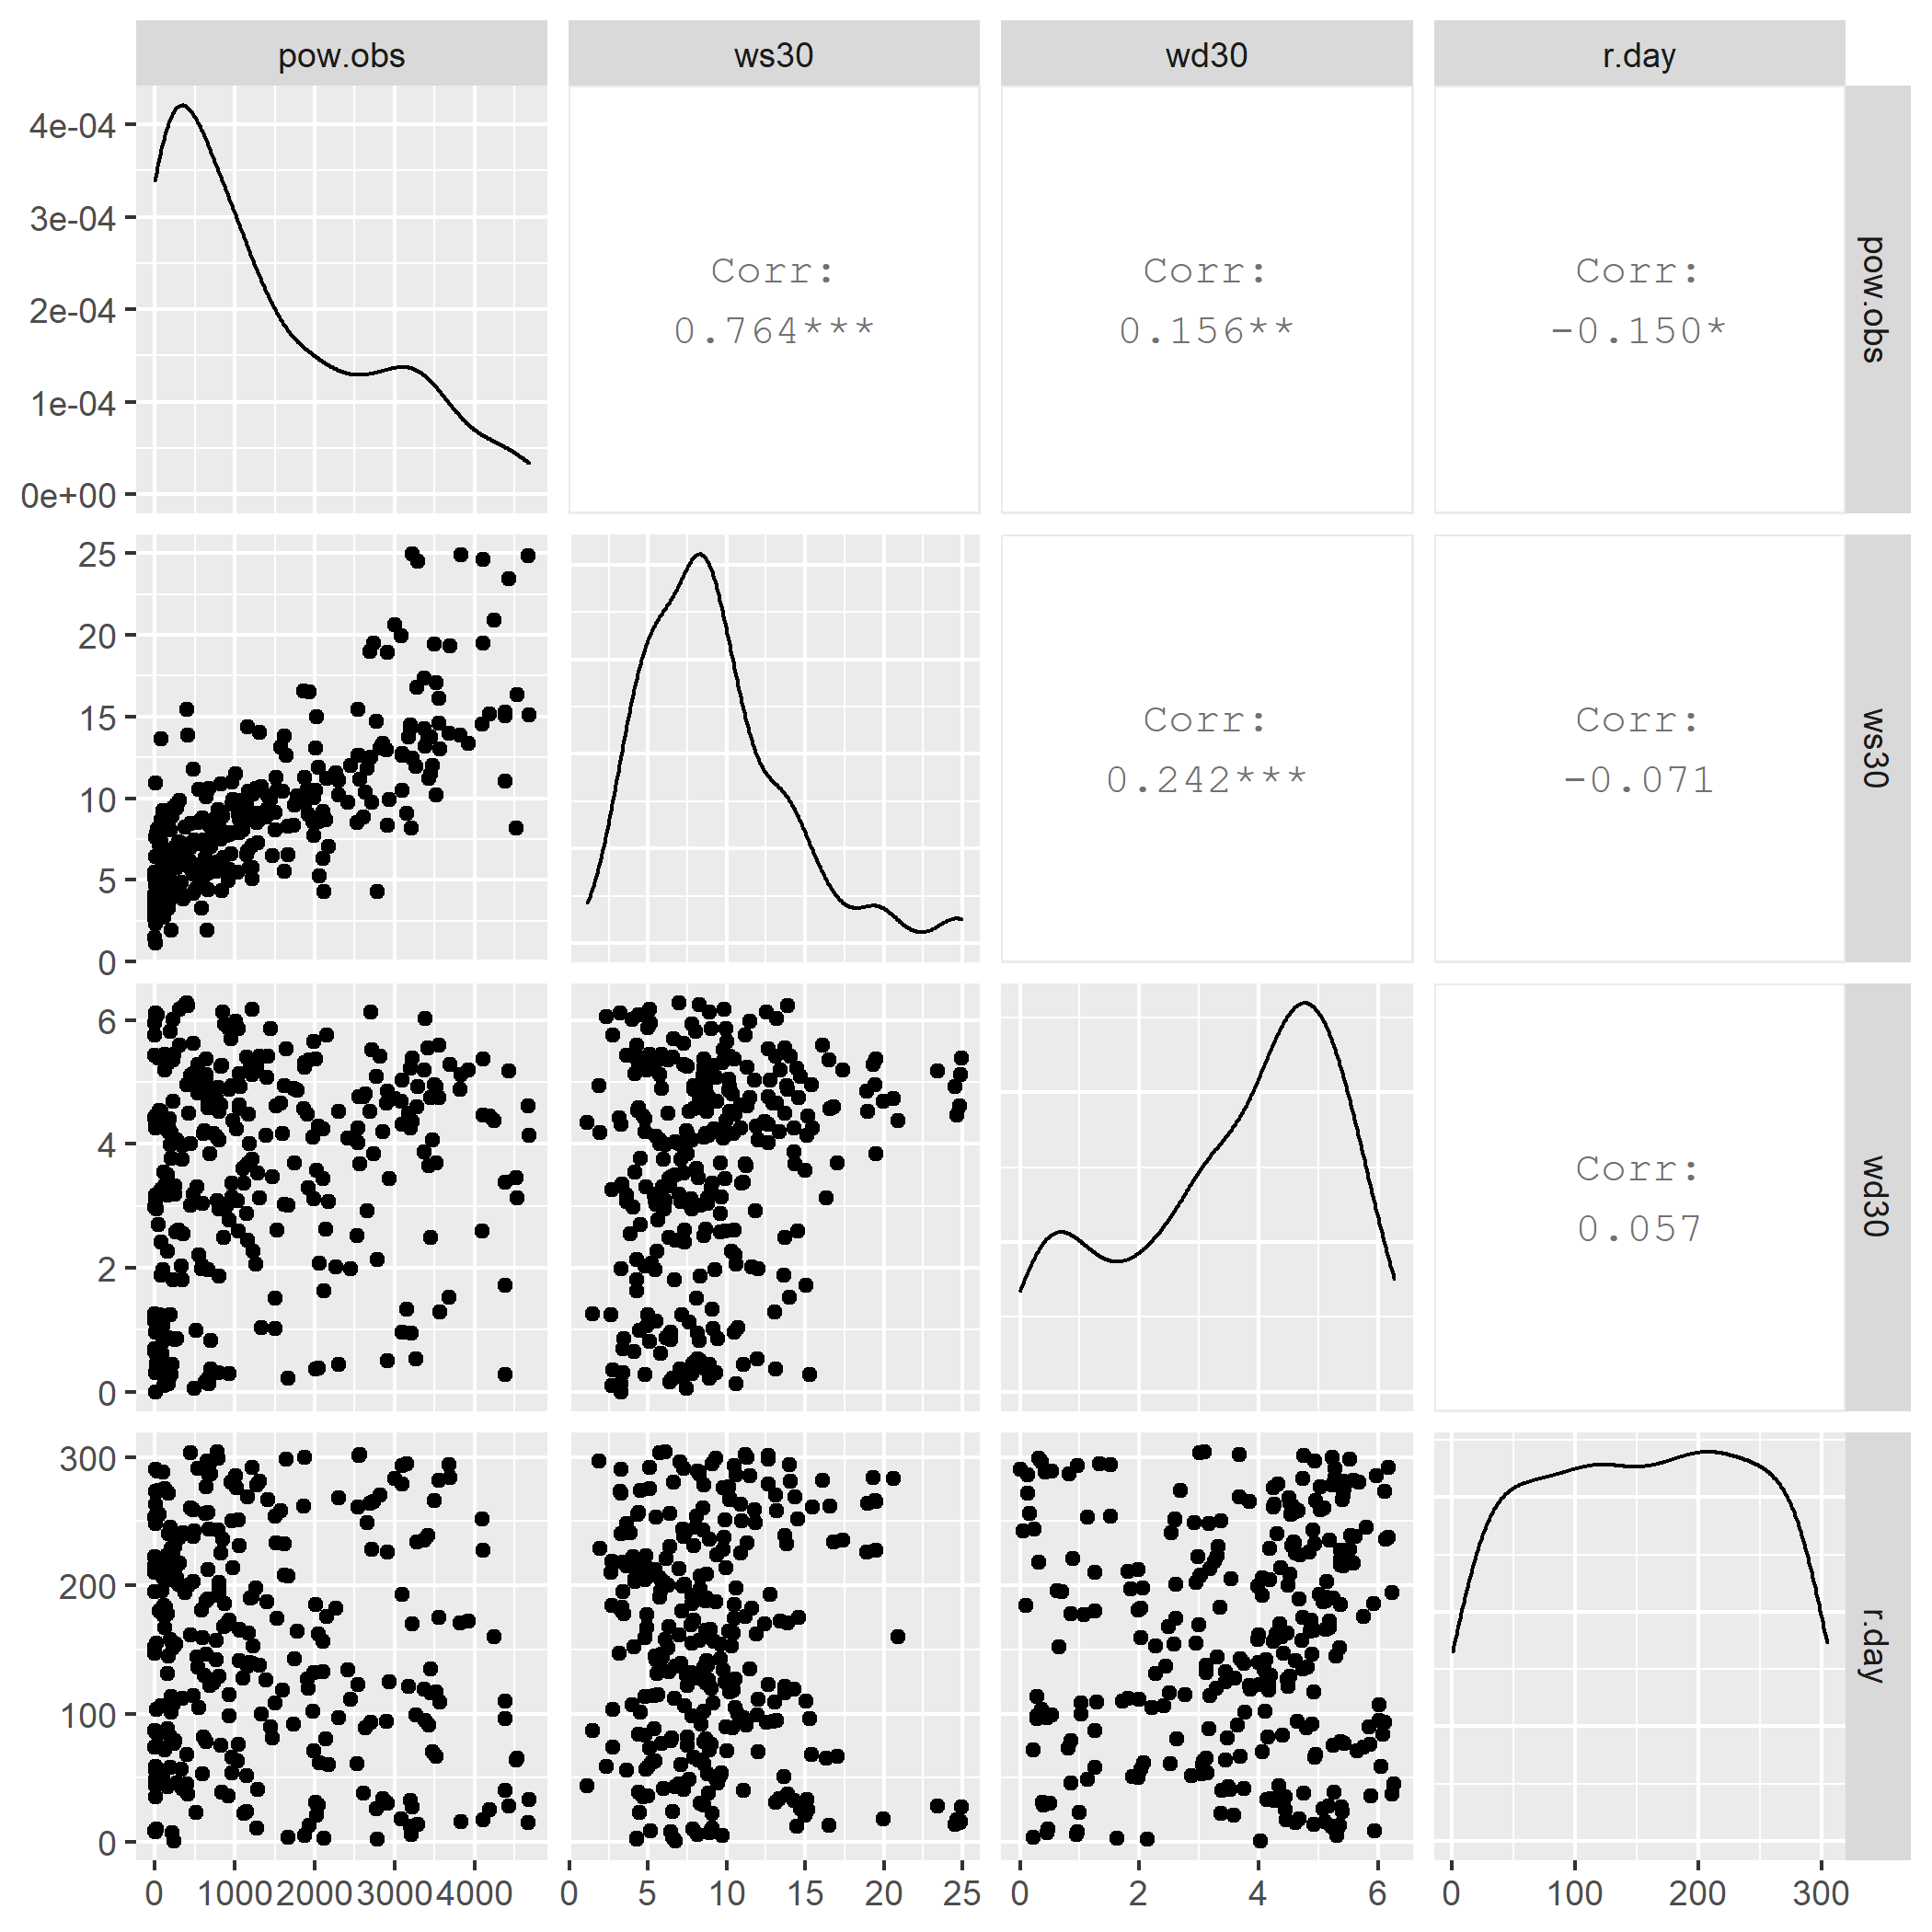 pow.obs ws30 wd30 r.day
4e-04
3e-04
2e-04
1e-04
0e+00
Corr:
0.764***
Corr:
0.156**
Corr:
-0.150*
pow.obs
25
20
15
10
5
0
Corr:
0.242***
Corr:
-0.071
ws30
6
4
2
0
Corr:
0.057
wd30
300
200
100
0
r.day
0 1000 2000 3000 4000
0 5 10 15 20 25
0 2 4 6
0 100 200 300